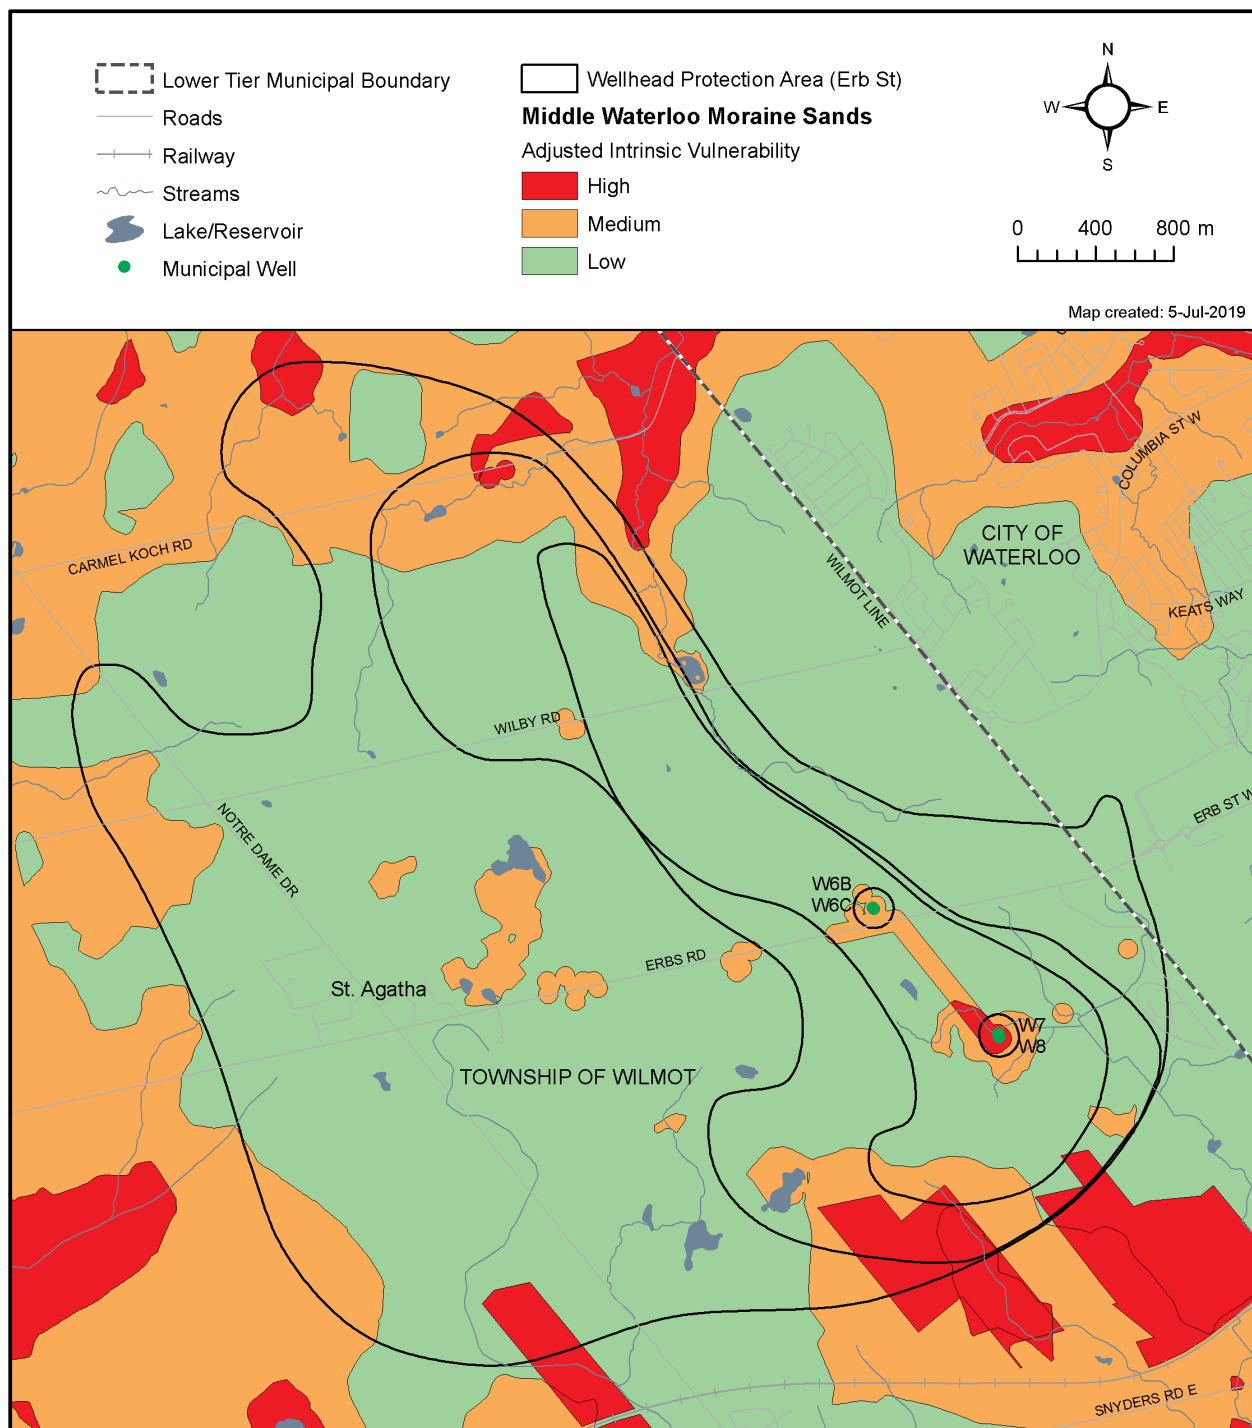 Lower Tier Municipal Boundary
Roads
Railway
Streams
Lake/Reservoir
Municipal Well
Wellhead Protection Area (Erb St)
Middle Waterloo Moraine Sands
Adjusted Intrinsic Vulnerability
High
Medium
Low
N
W
E
S
0 400 800 m
Map created: 5-Jul-2019
COLUMBIA ST W
CITY OF
WATERLOO
CARMEL KOCH RD
WILMOT LINE
KEATS WAY
WILBY RD
NOTRE DAME DR
ERB ST W
W6B
W6C
ERBS RD
St. Agatha
W7
W8
TOWNSHIP OF WILMOT
SNYDERS RD E